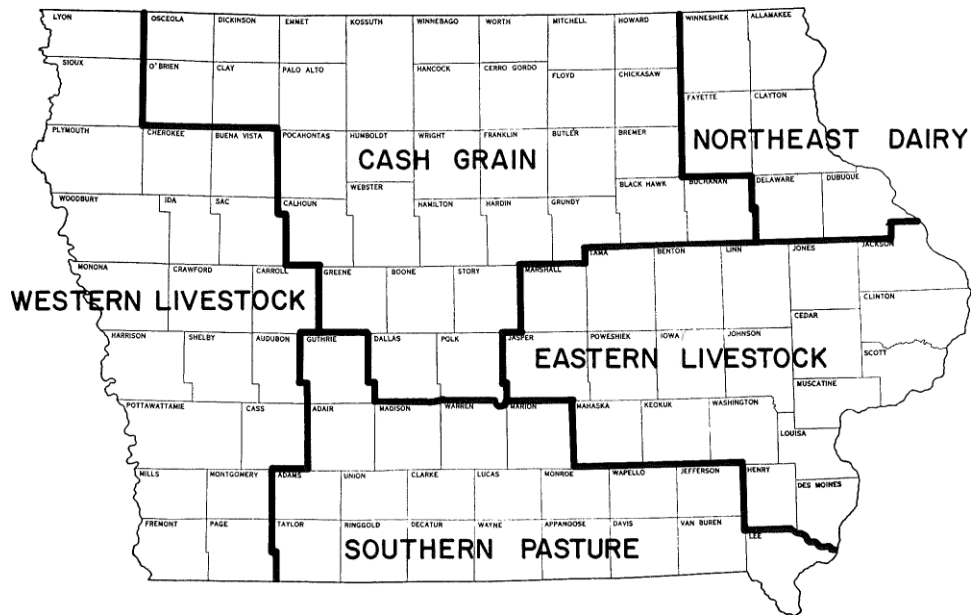 LYON OSCEOLA DICKINSON EMMET KOSSUTH WINNEBAGO WORTH MITCHELL HOWARD WINNESHIEK ALLAMAKEE
SIOUX O'BRIEN CLAY PALO ALTO HANCOCK CERRO GORDO FLOYD CHICKASAW
FAYETTE CLAYTON
PLYMOUTH CHEROKEE BUENA VISTA POCAHONTAS HUMBOLDT WRIGHT FRANKLIN BUTLER BREMER
NORTHEAST DAIRY
CASH GRAIN
WEBSTER BLACK HAWK BUCHANAN DELAWARE DUBUQUE
WOODBURY IDA SAC CALHOUN HAMILTON HARDIN GRUNDY
TAMA BENTON LINN JONES JACKSON
MONONA CRAWFORD CARROLL GREENE BOONE STORY MARSHALL
WESTERN LIVESTOCK
CLINTON
CEDAR
HARRISON SHELBY AUDUBON GUTHRIE DALLAS POLK JASPER POWESHIEK IOWA JOHNSON
SCOTT
EASTERN LIVESTOCK
MUSCATINE
POTTAWATTAMIE CASS ADAIR MADISON WARREN MARION MAHASKA KEOKUK WASHINGTON
LOUISA
MILLS MONTGOMERY ADAMS UNION CLARKE LUCAS MONROE WAPELLO JEFFERSON HENRY
DES MOINES
FREMONT PAGE TAYLOR RINGGOLD DECATUR WAYNE APPANOOSE DAVIS VAN BUREN
LEE
SOUTHERN PASTURE